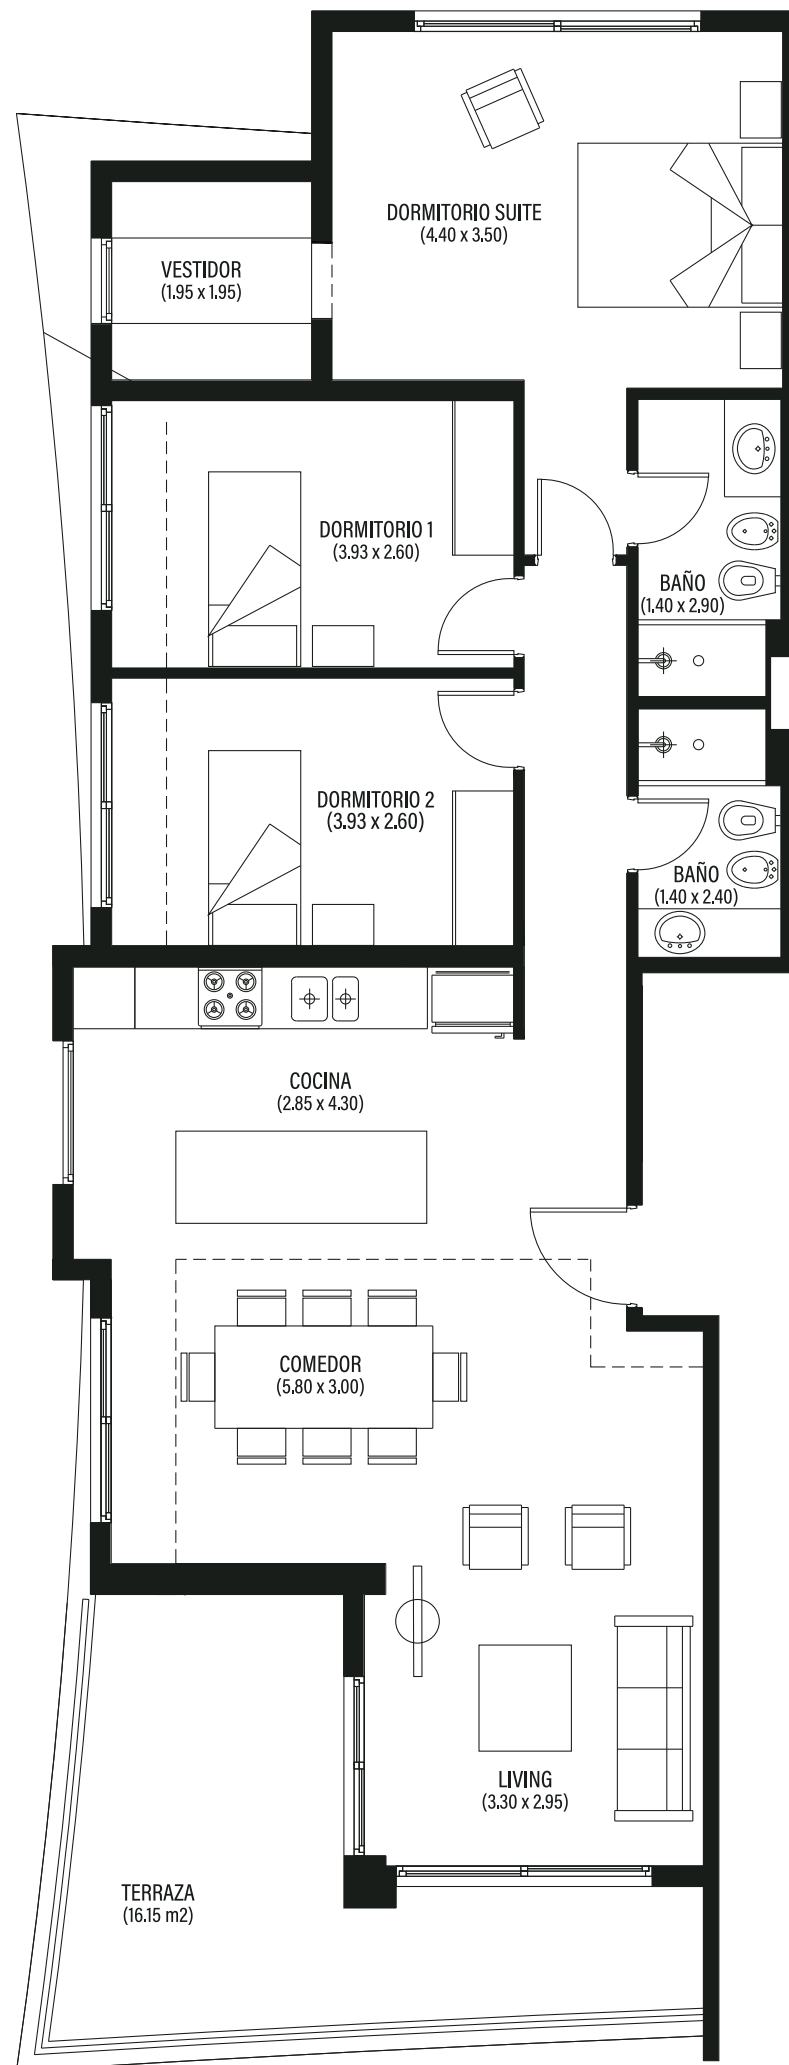 DORMITORIO SUITE
(4.40 x 3.50)
VESTIDOR
(1.95 x 1.95)
DORMITORIO 1
(3.93 x 2.60)
BAÑO
(1.40 x 2.90)
DORMITORIO 2
(3.93 x 2.60)
BAÑO
(1.40 x 2.40)
COCINA
(2.85 x 4.30)
COMEDOR
(5.80 x 3.00)
LIVING
(3.30 x 2.95)
TERRAZA
(16.15 m2)